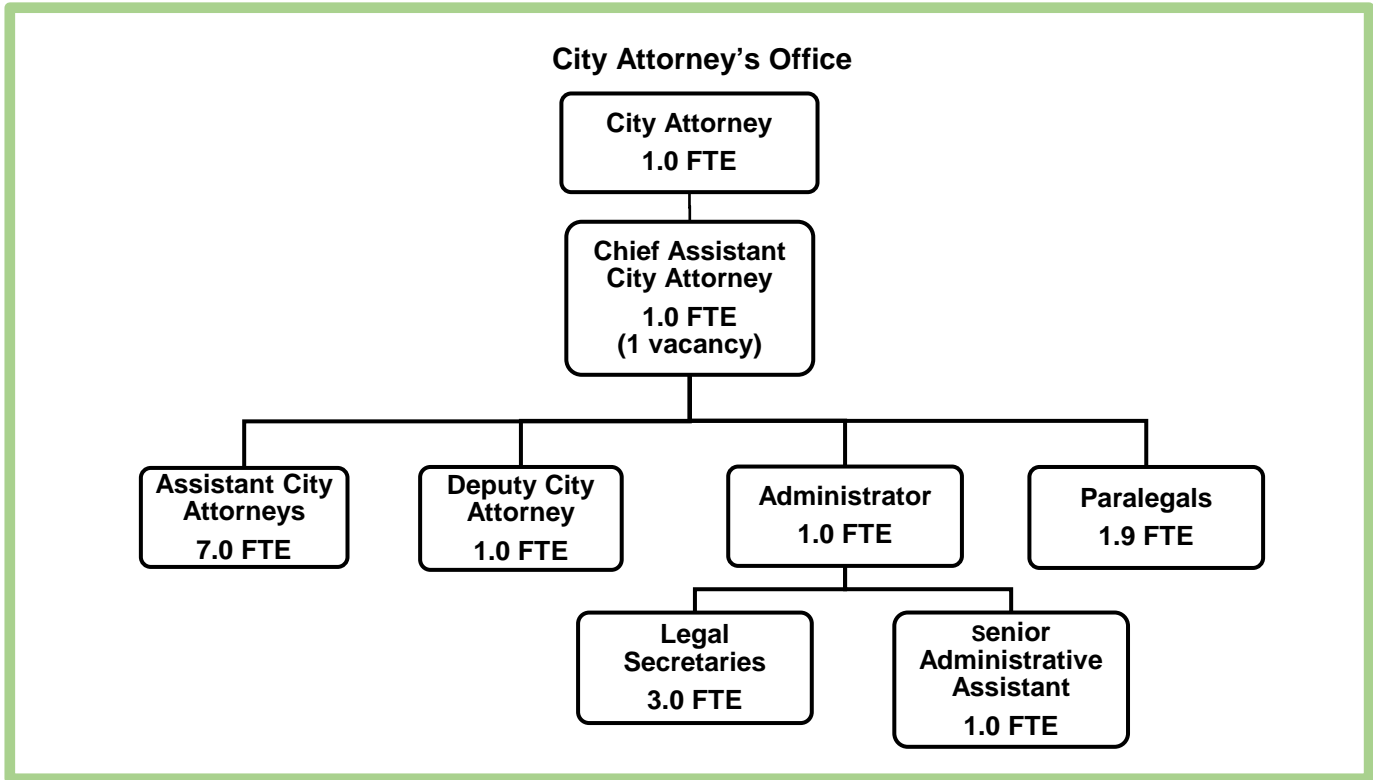 City Attorney’s Office
City Attorney
1.0 FTE
Chief Assistant
City Attorney
1.0 FTE
(1 vacancy)
Assistant City
Attorneys
7.0 FTE
Deputy City
Attorney
1.0 FTE
Administrator
1.0 FTE
Paralegals
1.9 FTE
Legal
Secretaries
3.0 FTE
Senior
Administrative
Assistant
1.0 FTE